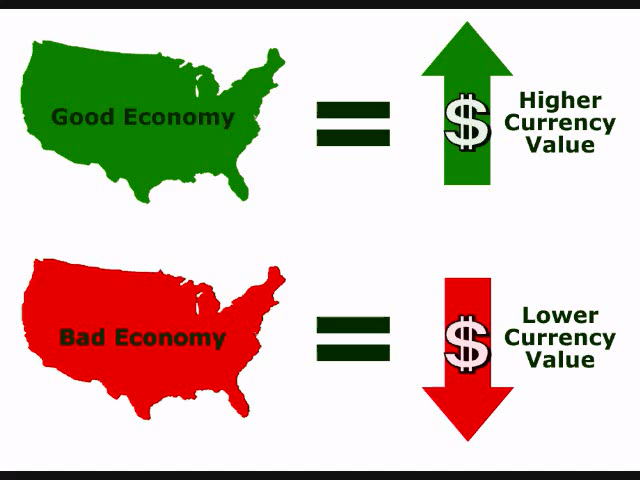 Good Economy
$
Higher
Currency
Value
Bad Economy
$
Lower
Currency
Value